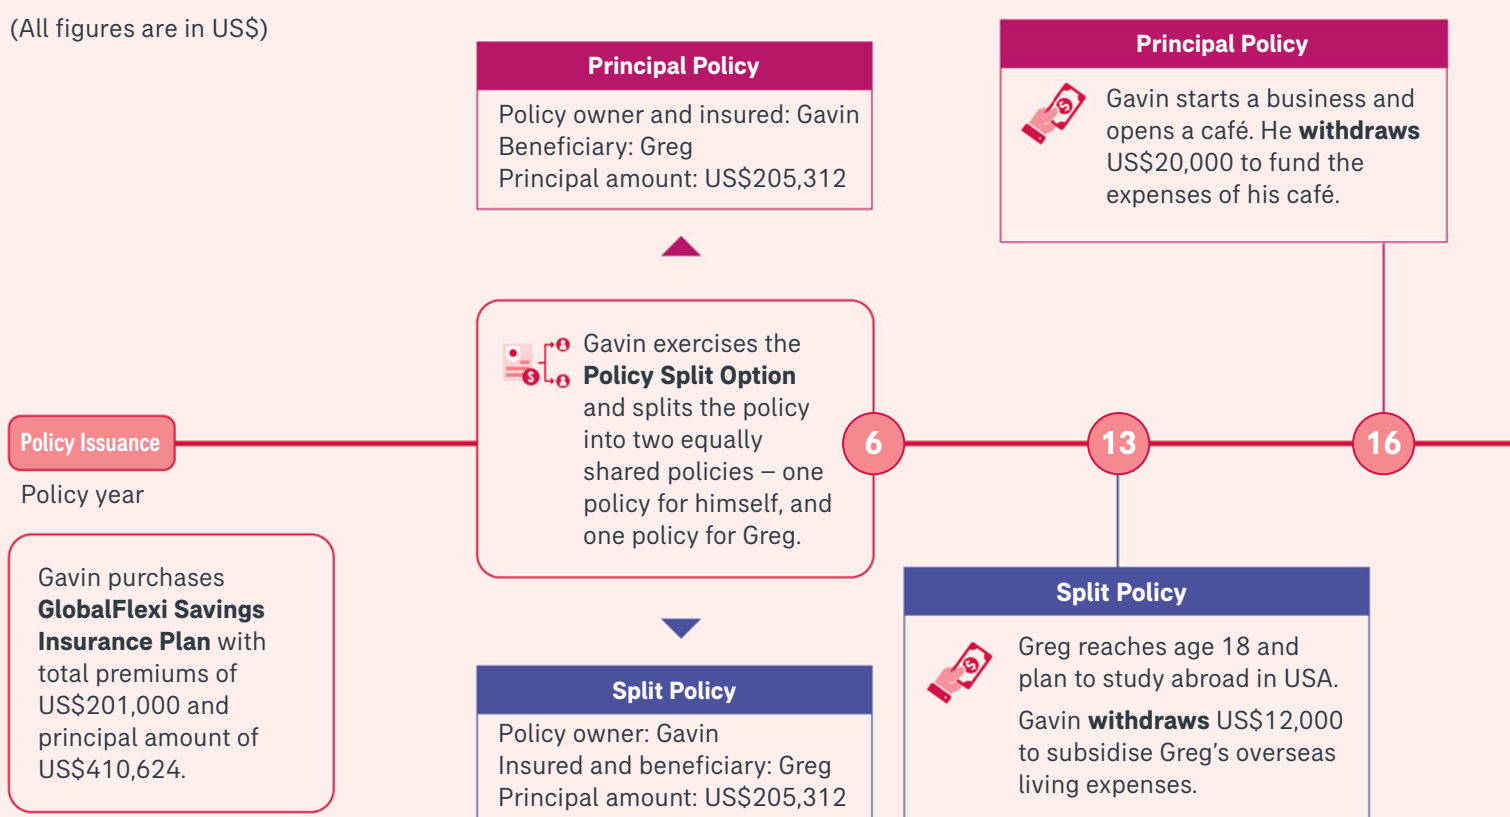 (All figures are in US$)
Principal Policy
Policy owner and insured: Gavin
Beneficiary: Greg
Principal amount: US$205,312
Principal Policy
Gavin starts a business and
opens a café. He withdraws
US$20,000 to fund the
expenses of his café.
Gavin exercises the
Policy Split Option
and splits the policy
into two equally
shared policies – one
policy for himself, and
one policy for Greg.
Policy Issuance
6
13
16
Policy year
Gavin purchases
GlobalFlexi Savings
Insurance Plan with
total premiums of
US$201,000 and
principal amount of
US$410,624.
Split Policy
Policy owner: Gavin
Insured and beneficiary: Greg
Principal amount: US$205,312
Split Policy
Greg reaches age 18 and
plan to study abroad in USA.
Gavin withdraws US$12,000
to subsidise Greg’s overseas
living expenses.